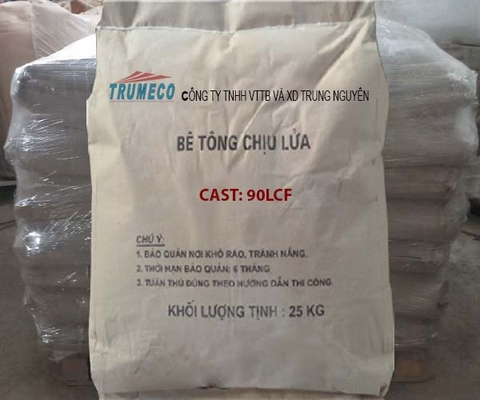 TRUMECO CÔNG TY TNHH VTTB VÀ XD TRUNG NGUYÊN
BÊ TÔNG CHỊU LỬA
CAST: 90LCF
CHÚ Ý:
1. BẢO QUẢN NƠI KHÔ RÁO, TRÁNH NẮNG.
2. THỜI HẠN BẢO QUẢN: 6 THÁNG
3. TUÂN THỦ ĐÚNG THEO HƯỚNG DẪN THI CÔNG.
KHỐI LƯỢNG TỊNH : 25 KG